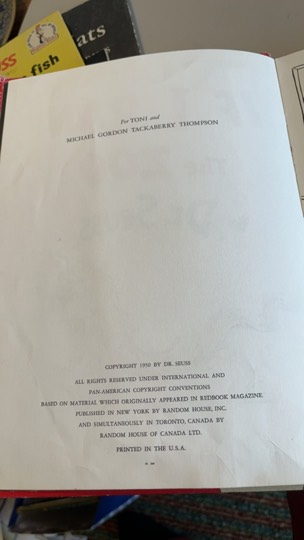 SS
fish
ats
For TONI and
MICHAEL GORDON TACKABERRY THOMPSON
COPYRIGHT 1950 BY DR. SEUSS
ALL RIGHTS RESERVED UNDER INTERNATIONAL AND
PAN-AMERICAN COPYRIGHT CONVENTIONS
BASED ON MATERIAL WHICH ORIGINALLY APPEARED IN REDBOOK MAGAZINE.
PUBLISHED IN NEW YORK BY RANDOM HOUSE, INC.
AND SIMULTANEOUSLY IN TORONTO, CANADA BY
RANDOM HOUSE OF CANADA LTD.
PRINTED IN THE U.S.A.